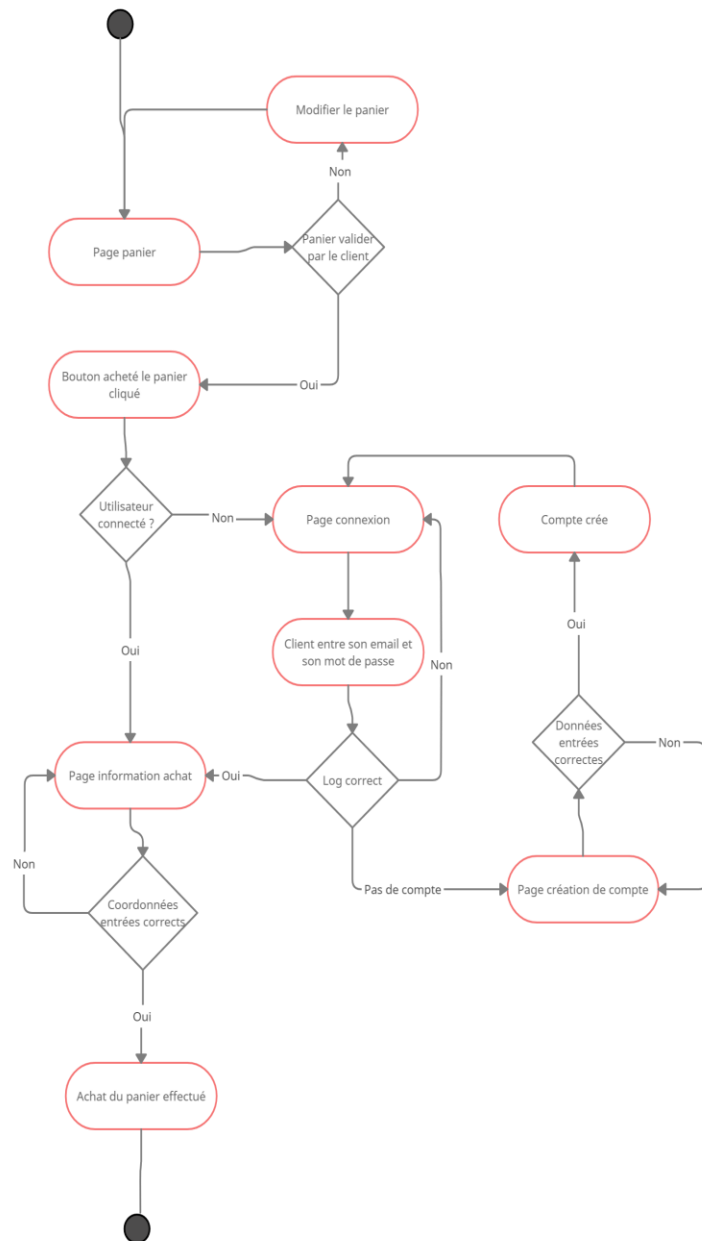 Modifier le panier
Non
Page panier
Panier valider
par le client
Bouton acheté le panier
cliqué
Oui
Utilisateur
connecté ?
Non
Page connexion
Compte crée
Oui
Client entre son email et
son mot de passe
Non
Oui
Données
entrées
correctes
Non
Page information achat
Oui
Log correct
Non
Pas de compte
Page création de compte
Coordonnées
entrées corrects
Oui
Achat du panier effectué